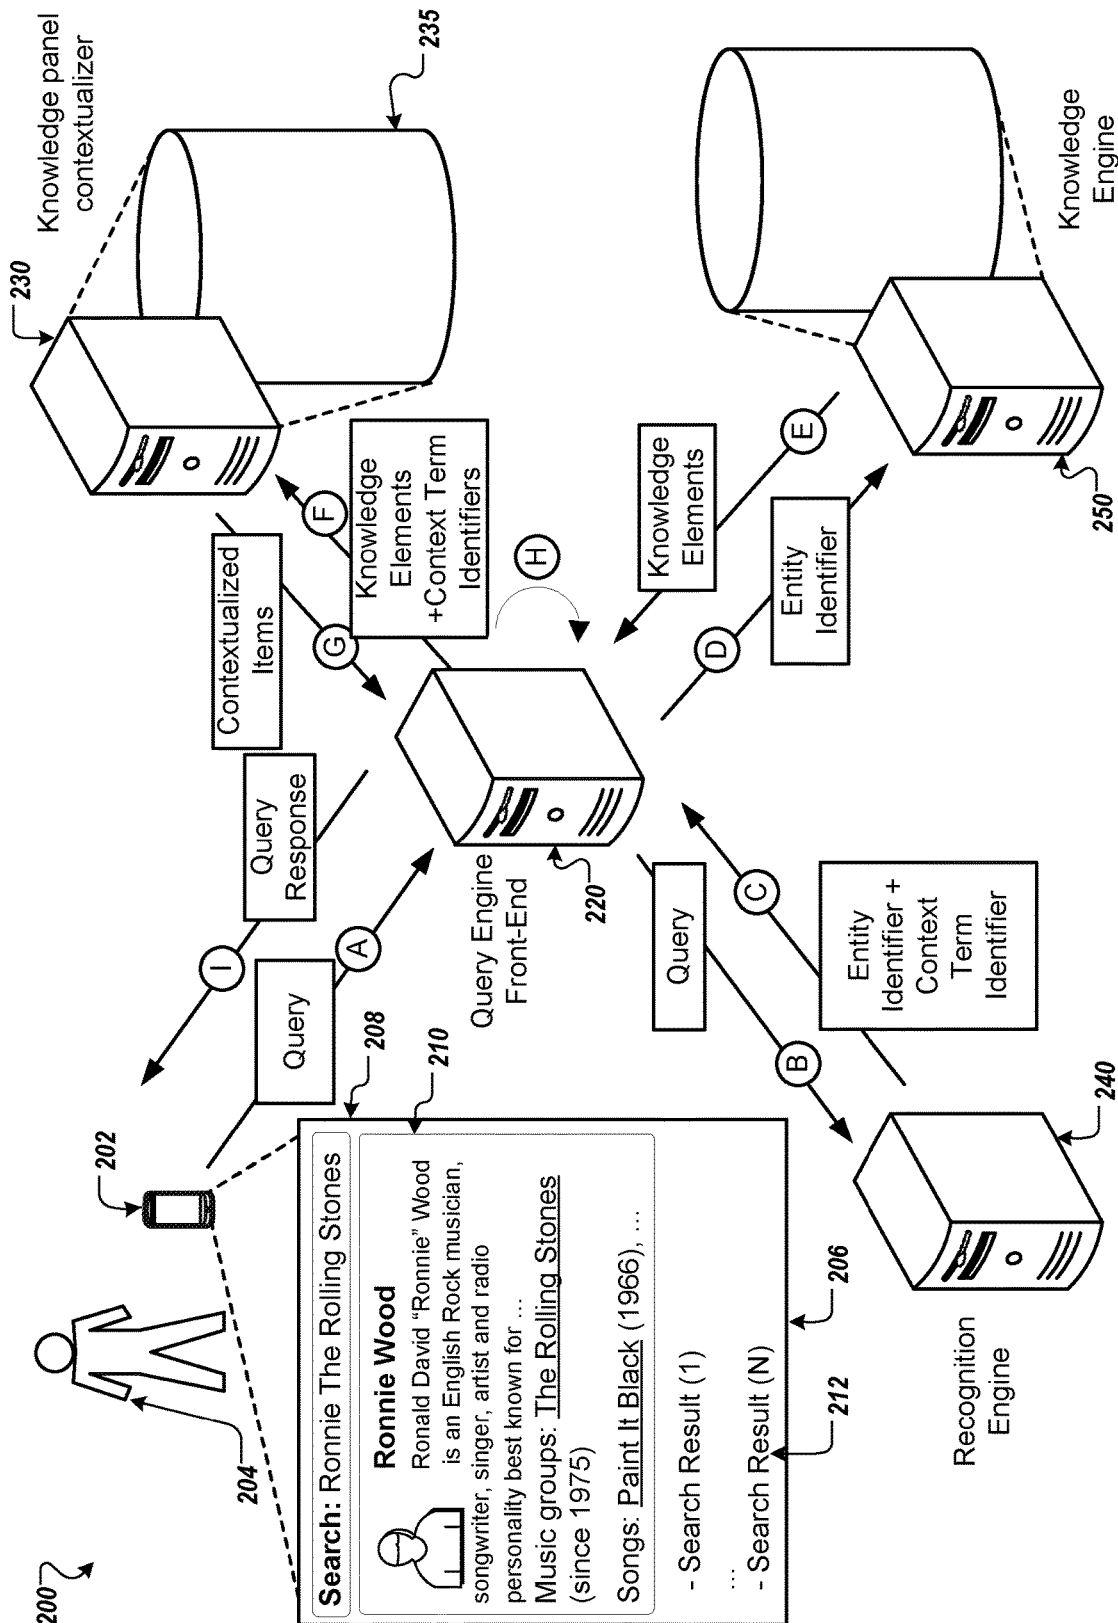 200
204
202
Search: Ronnie The Rolling Stones
208
Ronnie Wood
Ronald David “Ronnie” Wood
is an English Rock musician,
songwriter, singer, artist and radio
personality best known for ...
Music groups: The Rolling Stones
(since 1975)
Songs: Paint It Black (1966), ...
210
- Search Result (1)
...
- Search Result (N)
212
206
I
Query
Response
Query
A
Query Engine
Front-End
220
Contextualized
Items
G
F
Knowledge
Elements
+Context Term
Identifiers
H
230
Knowledge panel
contextualizer
235
Query
B
C
Entity
Identifier +
Context
Term
Identifier
Recognition
Engine
240
Knowledge
Elements
E
D
Entity
Identifier
250
Knowledge
Engine